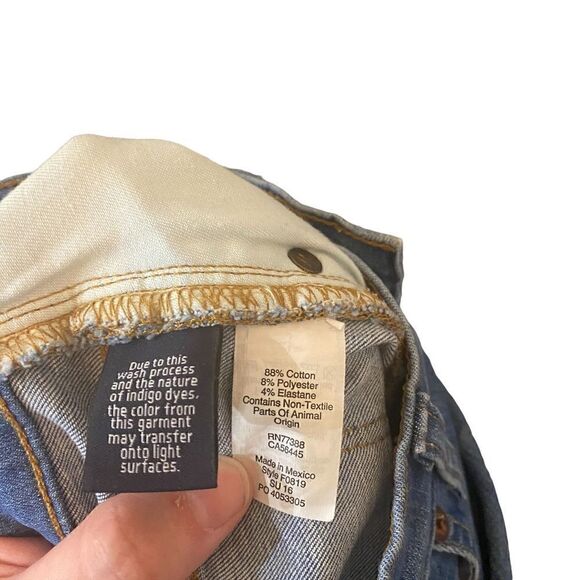 Due to this
wash process
and the nature
of indigo dyes,
the color from
this garment
may transfer
onto light
surfaces.
88% Cotton
8% Polyester
4% Elastane
Contains Non-Textile
Parts Of Animal
Origin
RN77388
CA56445
Made in Mexico
Style F0819
SU 16
PO 4053305